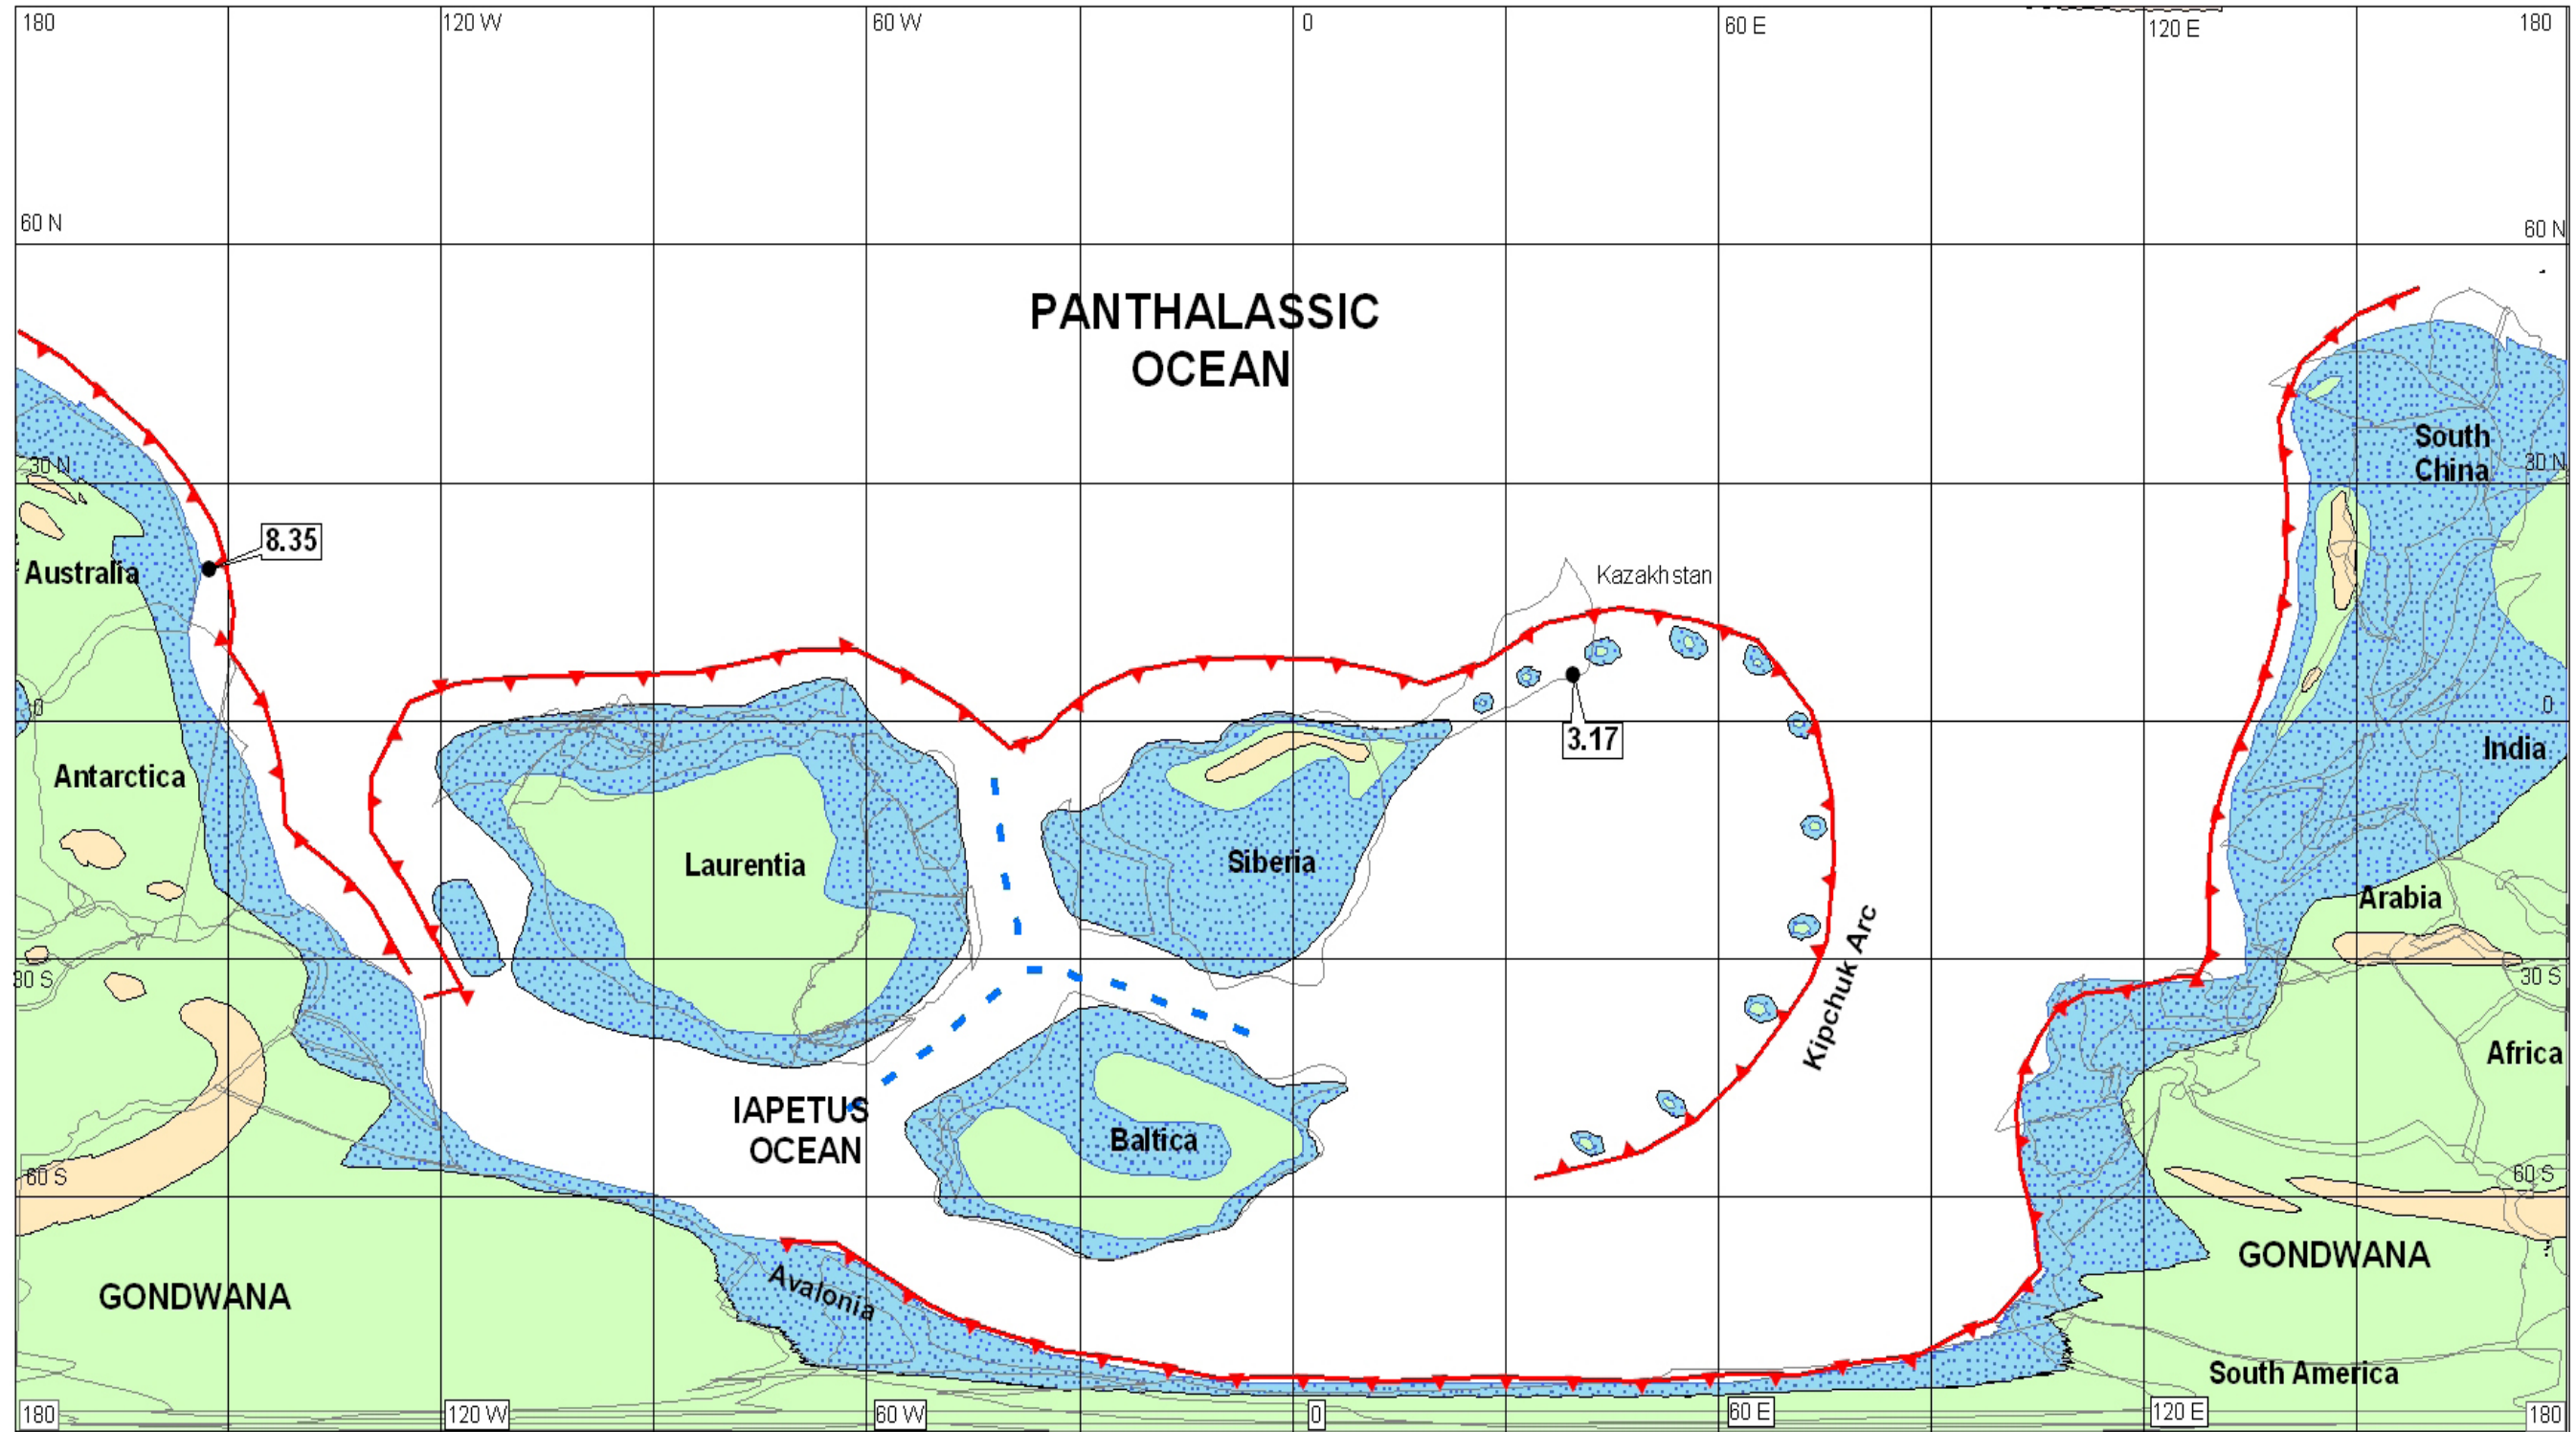 180
120 W
60 W
0
60 E
120 E
180
60 N
60 N
PANTHALASSIC
OCEAN
30 N
South
China
30 N
8.35
Australia
Kazakhstan
0
0
3.17
India
Antarctica
Laurentia
Siberia
Arabia
Kipchuk Arc
30 S
30 S
Africa
IAPETUS
OCEAN
Baltica
60 S
60 S
Avalonia
GONDWANA
GONDWANA
South America
180
120 W
60 W
0
60 E
120 E
180